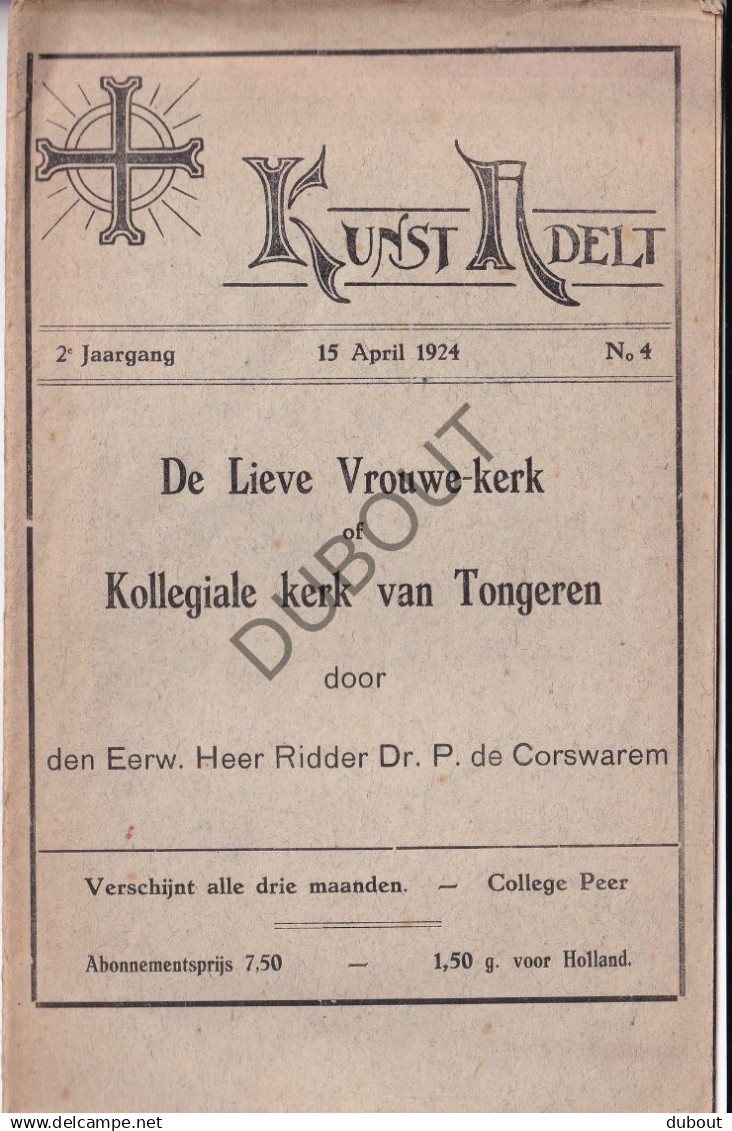 KUNST ADELT
2e Jaargang 15 April 1924 No 4
De Lieve Vrouwe-kerk
of
Kollegiale kerk van Tongeren
door
den Eerw. Heer Ridder Dr. P. de Corswarem
Verschijnt alle drie maanden. — College Peer
Abonnementsprijs 7,50 — 1,50 g. voor Holland.
DUBOUT
delcampe.net
dubout